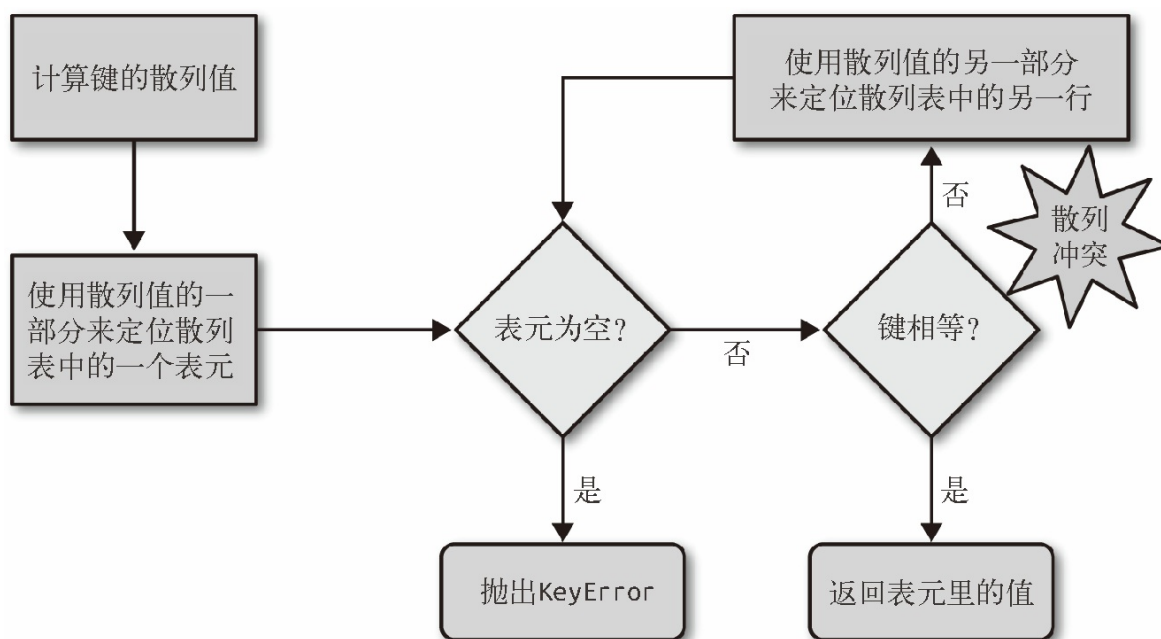 计算键的散列值
使用散列值的另一部分
来定位散列表中的另一行
否
散列
冲突
使用散列值的一
部分来定位散列
表中的一个表元
表元为空?
否
键相等?
是
是
抛出KeyError
返回表元里的值